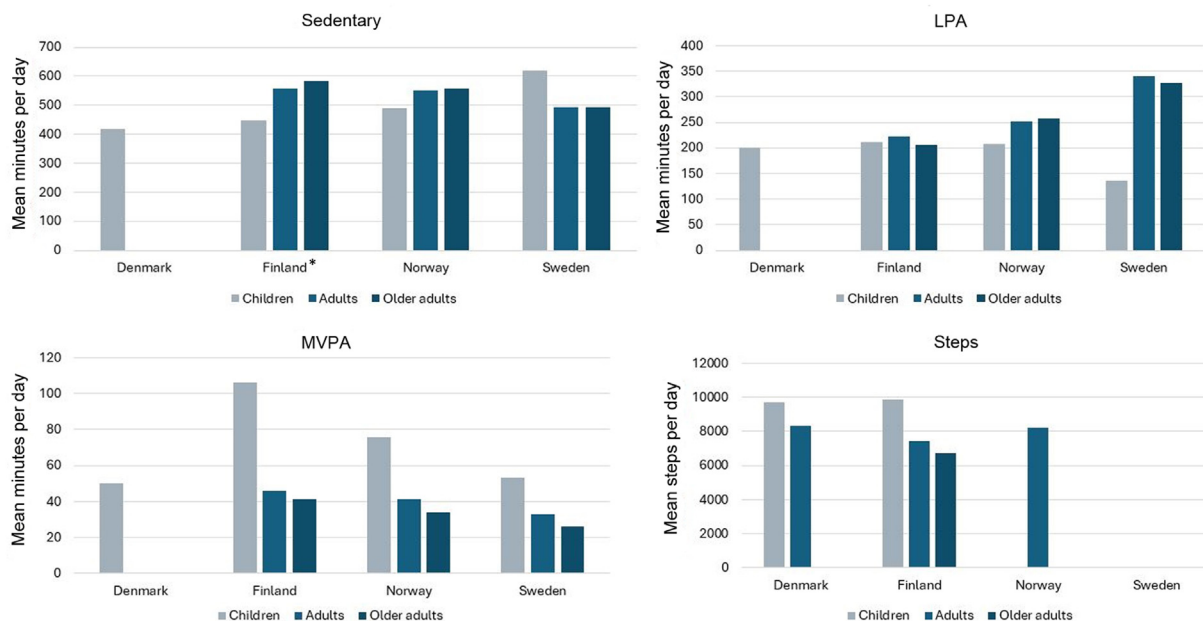 Sedentary
Mean minutes per day
700
600
500
400
300
200
100
0
Denmark Finland* Norway Sweden
Children Adults Older adults
LPA
Mean minutes per day
400
350
300
250
200
150
100
50
0
Denmark Finland Norway Sweden
Children Adults Older adults
MVPA
Mean minutes per day
120
100
80
60
40
20
0
Denmark Finland Norway Sweden
Children Adults Older adults
Steps
Mean steps per day
12000
10000
8000
6000
4000
2000
0
Denmark Finland Norway Sweden
Children Adults Older adults